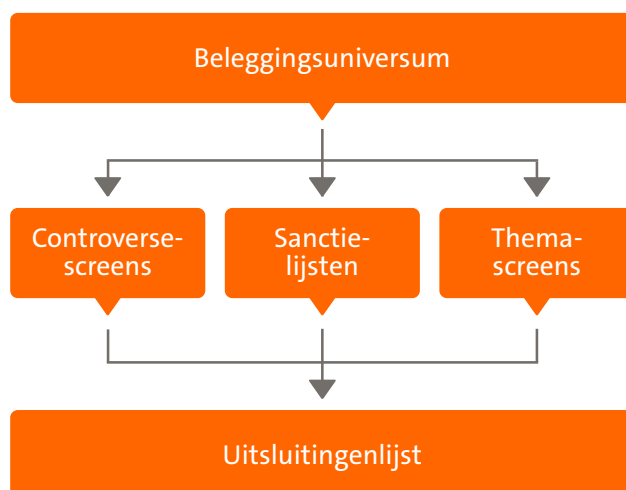 Beleggingsuniversum
Controverse-
screens
Sanctie-
lijsten
Thema-
screens
Uitsluitingenlijst